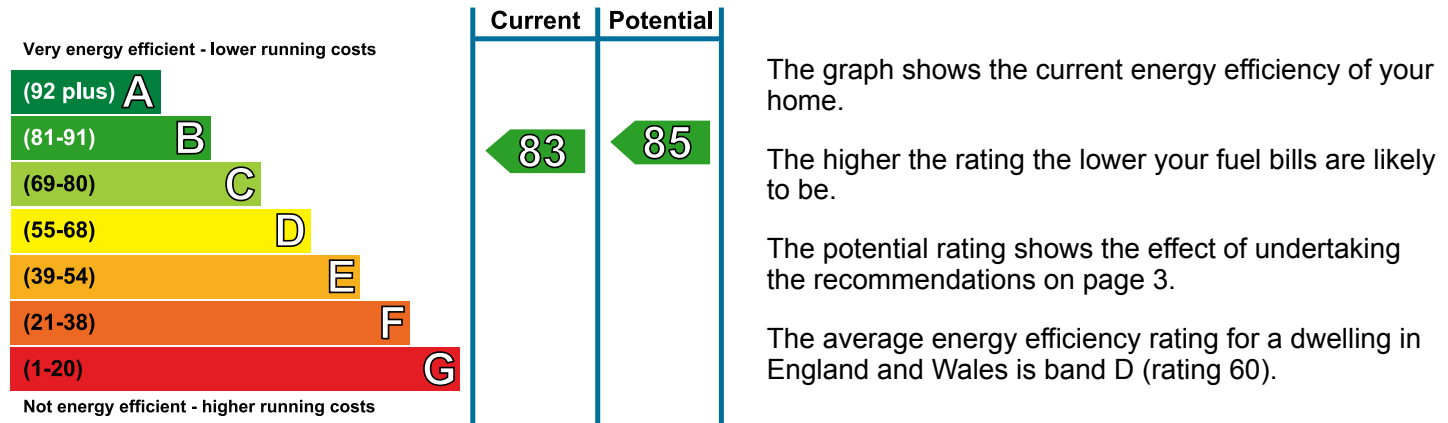 Current Potential
Very energy efficient - lower running costs
(92 plus) A
(81-91) B
83
85
(69-80) C
(55-68) D
(39-54) E
(21-38) F
(1-20) G
Not energy efficient - higher running costs
The graph shows the current energy efficiency of your
home.
The higher the rating the lower your fuel bills are likely
to be.
The potential rating shows the effect of undertaking
the recommendations on page 3.
The average energy efficiency rating for a dwelling in
England and Wales is band D (rating 60).